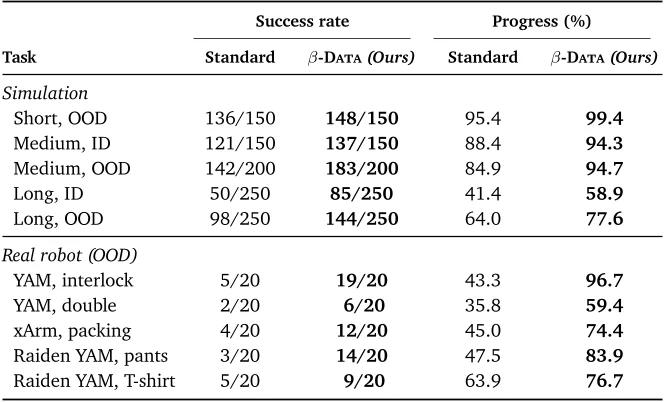 Success rate Progress (%)
Task Standard β-Data (Ours) Standard β-Data (Ours)
Simulation
Short, OOD 136/150 148/150 95.4 99.4
Medium, ID 121/150 137/150 88.4 94.3
Medium, OOD 142/200 183/200 84.9 94.7
Long, ID 50/250 85/250 41.4 58.9
Long, OOD 98/250 144/250 64.0 77.6
Real robot (OOD)
YAM, interlock 5/20 19/20 43.3 96.7
YAM, double 2/20 6/20 35.8 59.4
xArm, packing 4/20 12/20 45.0 74.4
Raiden YAM, pants 3/20 14/20 47.5 83.9
Raiden YAM, T-shirt 5/20 9/20 63.9 76.7